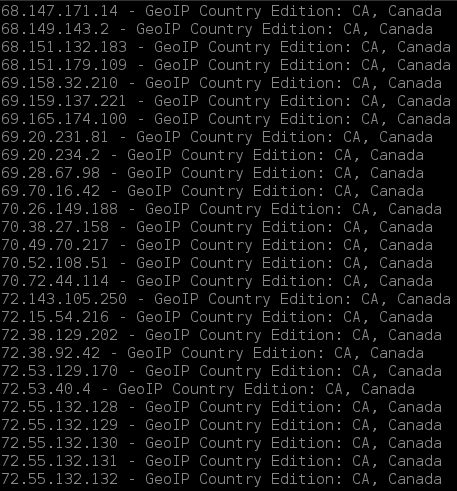 68.147.171.14 - GeoIP Country Edition: CA, Canada
68.149.143.2 - GeoIP Country Edition: CA, Canada
68.151.132.183 - GeoIP Country Edition: CA, Canada
68.151.179.109 - GeoIP Country Edition: CA, Canada
69.158.32.210 - GeoIP Country Edition: CA, Canada
69.159.137.221 - GeoIP Country Edition: CA, Canada
69.165.174.100 - GeoIP Country Edition: CA, Canada
69.20.231.81 - GeoIP Country Edition: CA, Canada
69.20.234.2 - GeoIP Country Edition: CA, Canada
69.28.67.98 - GeoIP Country Edition: CA, Canada
69.70.16.42 - GeoIP Country Edition: CA, Canada
70.26.149.188 - GeoIP Country Edition: CA, Canada
70.38.27.158 - GeoIP Country Edition: CA, Canada
70.49.70.217 - GeoIP Country Edition: CA, Canada
70.52.108.51 - GeoIP Country Edition: CA, Canada
70.72.44.114 - GeoIP Country Edition: CA, Canada
72.143.105.250 - GeoIP Country Edition: CA, Canada
72.15.54.216 - GeoIP Country Edition: CA, Canada
72.38.129.202 - GeoIP Country Edition: CA, Canada
72.38.92.42 - GeoIP Country Edition: CA, Canada
72.53.129.170 - GeoIP Country Edition: CA, Canada
72.53.40.4 - GeoIP Country Edition: CA, Canada
72.55.132.128 - GeoIP Country Edition: CA, Canada
72.55.132.129 - GeoIP Country Edition: CA, Canada
72.55.132.130 - GeoIP Country Edition: CA, Canada
72.55.132.131 - GeoIP Country Edition: CA, Canada
72.55.132.132 - GeoIP Country Edition: CA, Canada